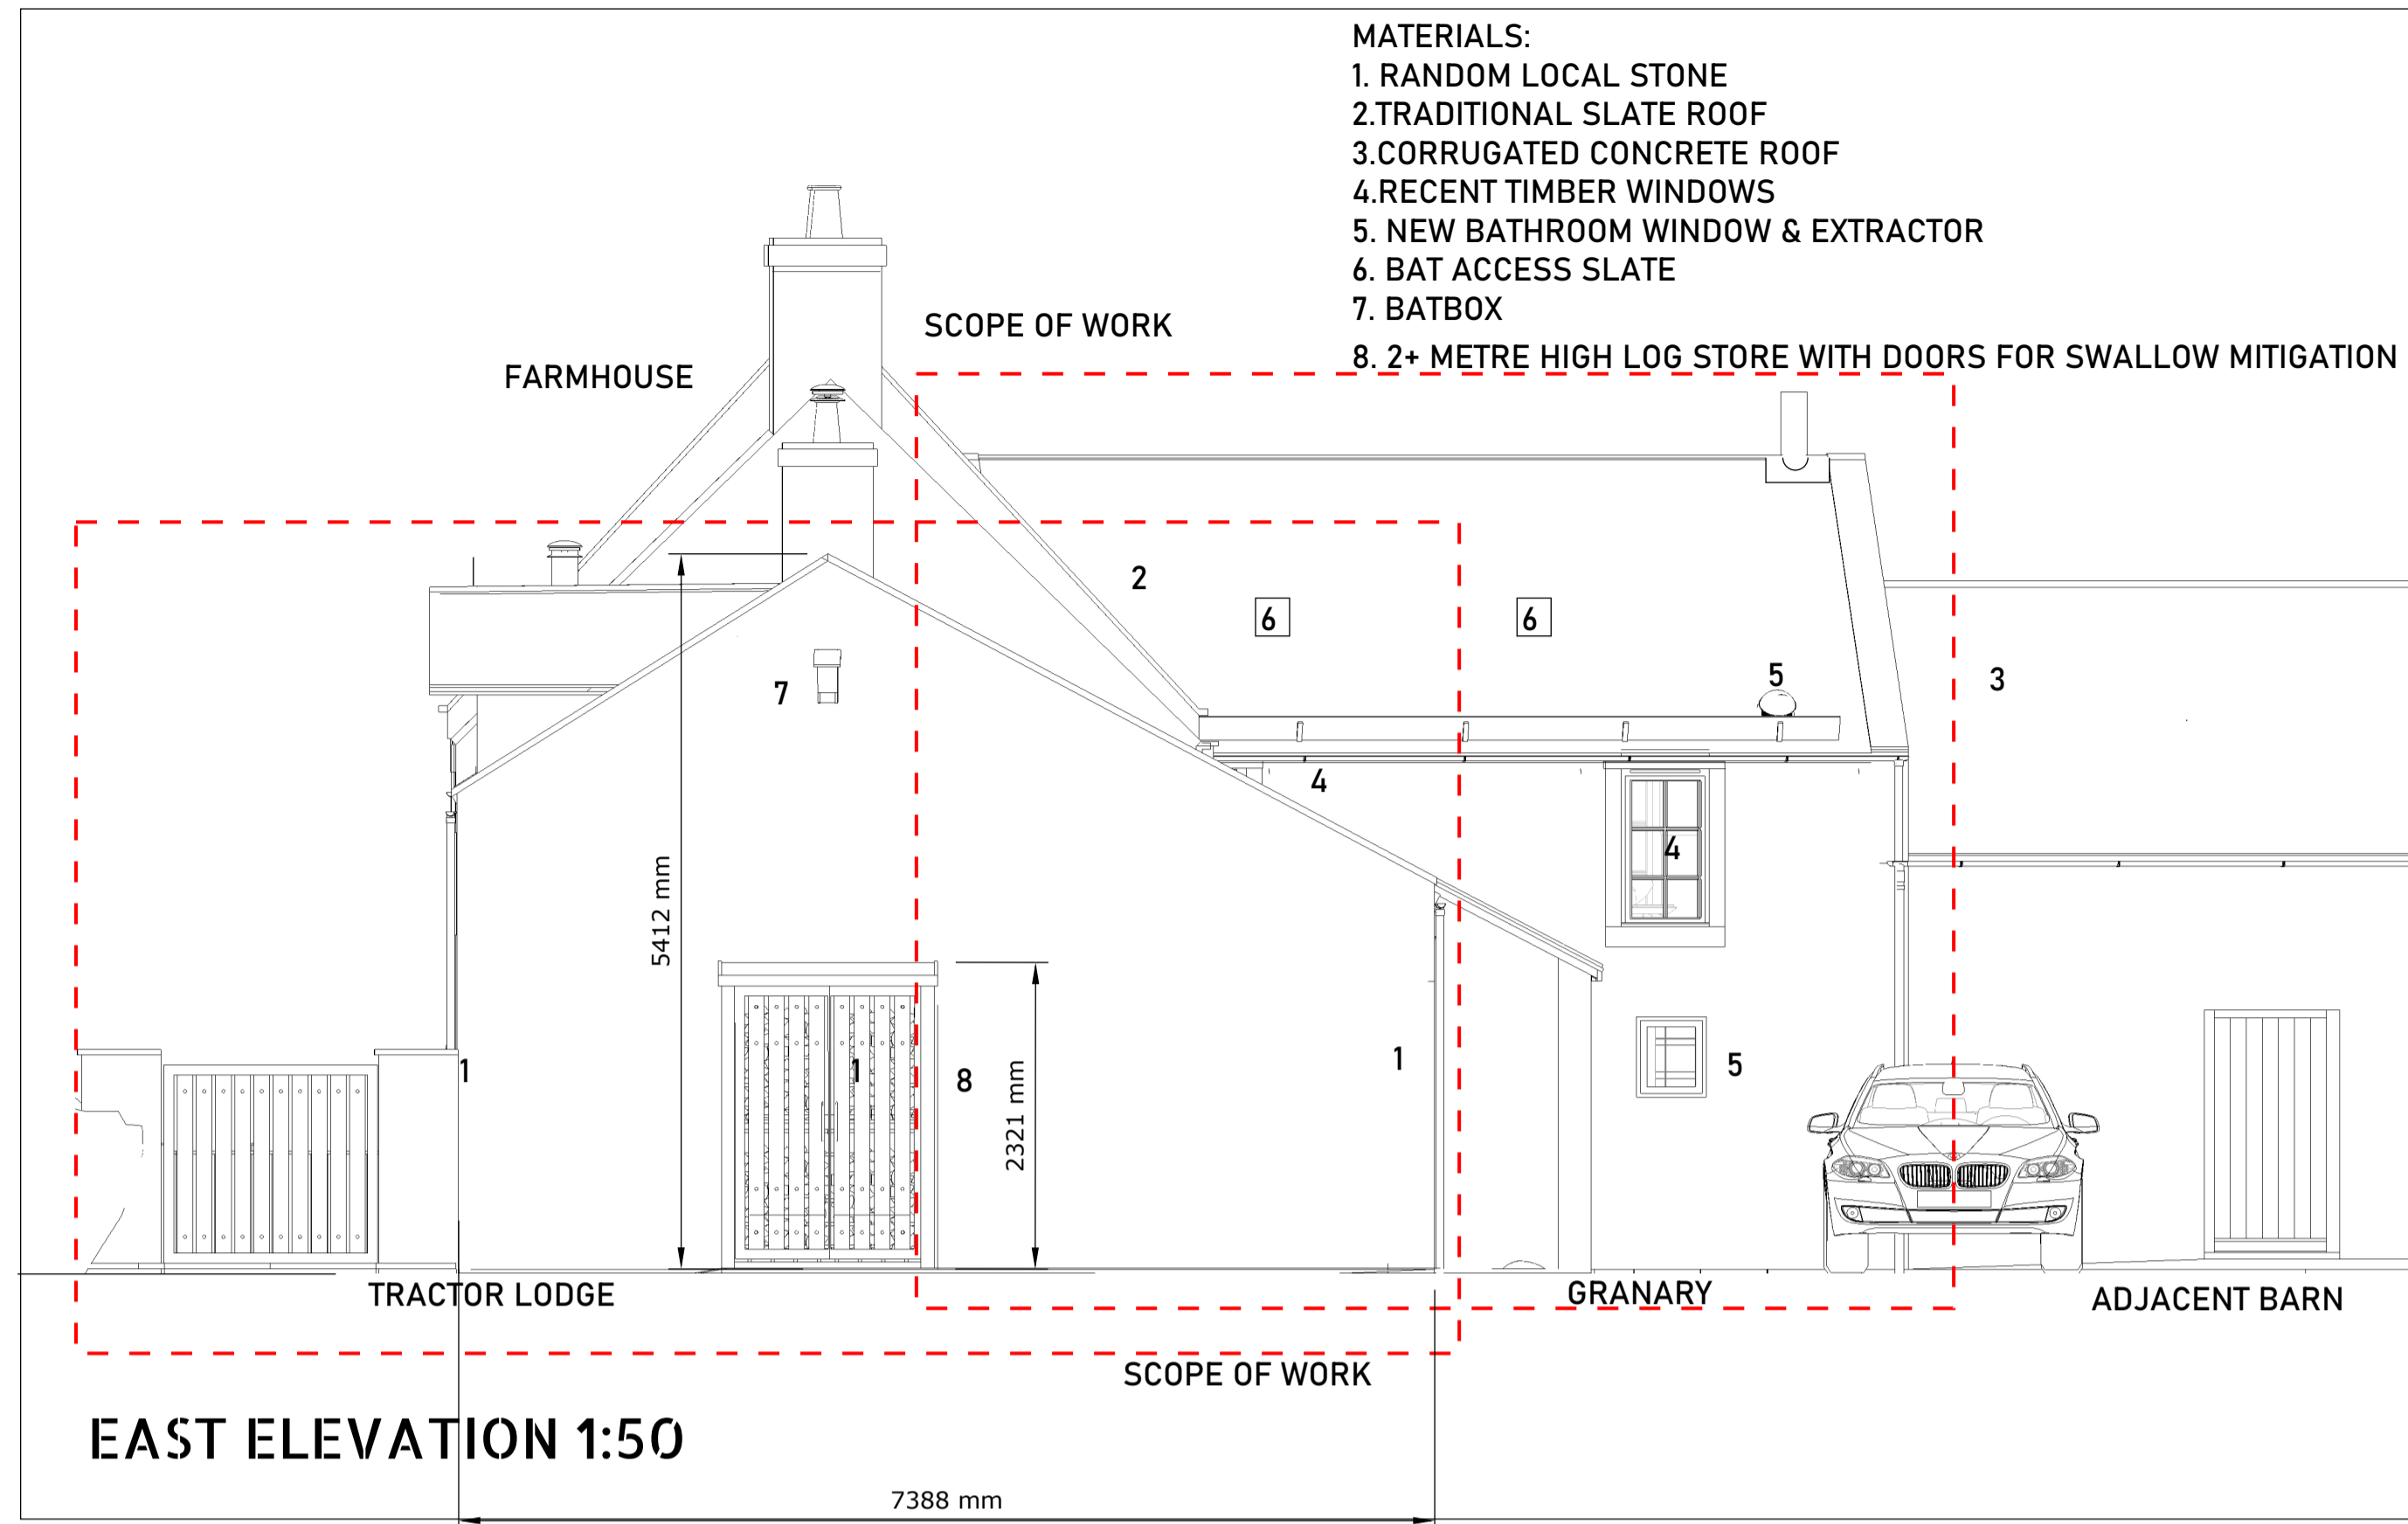 MATERIALS:
1. RANDOM LOCAL STONE
2.TRADITIONAL SLATE ROOF
3.CORRUGATED CONCRETE ROOF
4.RECENT TIMBER WINDOWS
5. NEW BATHROOM WINDOW & EXTRACTOR
6. BAT ACCESS SLATE
7. BATBOX
8. 2+ METRE HIGH LOG STORE WITH DOORS FOR SWALLOW MITIGATION
SCOPE OF WORK
FARMHOUSE
2
6
6
7
5
3
4
4
5412 mm
1
1
8
2321 mm
1
5
TRACTOR LODGE
GRANARY
ADJACENT BARN
SCOPE OF WORK
EAST ELEVATION 1:50
7388 mm